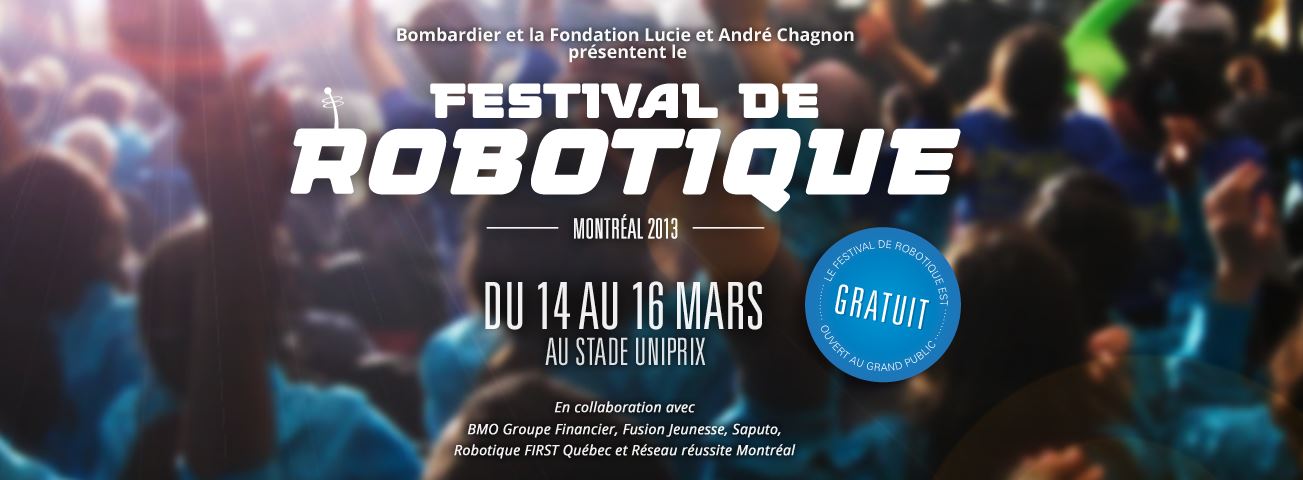 Bombardier et la Fondation Lucie et André Chagnon
présentent le
FESTIVAL DE
ROBOTIQUE
MONTRÉAL 2013
DU 14 AU 16 MARS
AU STADE UNIPRIX
LE FESTIVAL DE ROBOTIQUE EST
GRATUIT
OUVERT AU GRAND PUBLIC
En collaboration avec
BMO Groupe Financier, Fusion Jeunesse, Saputo,
Robotique FIRST Québec et Réseau réussite Montréal